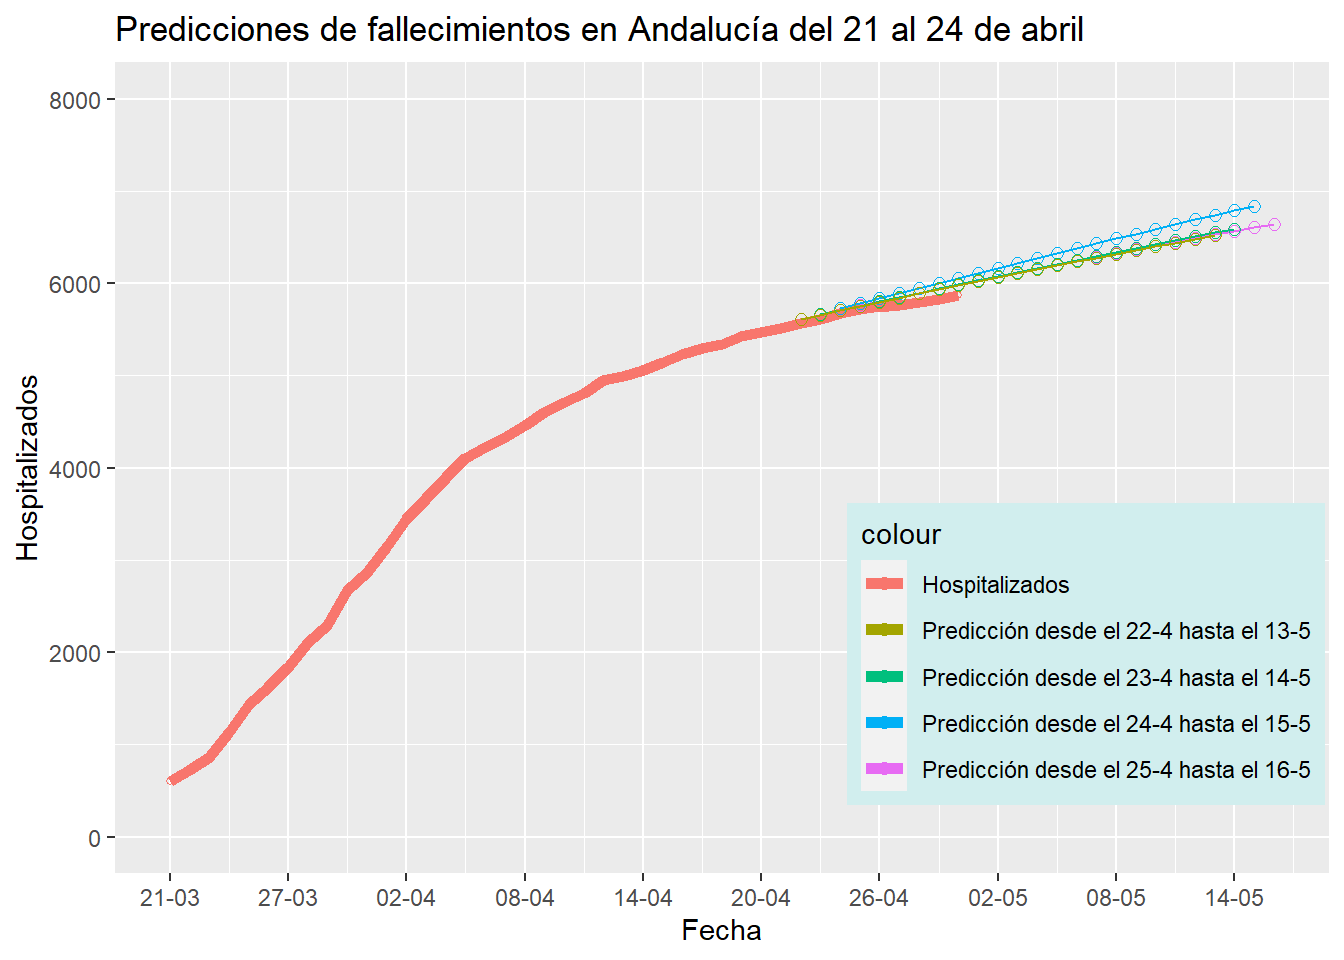 Predicciones de fallecimientos en Andalucía del 21 al 24 de abril
8000
6000
4000
2000
0
Hospitalizados
21-03 27-03 02-04 08-04 14-04 20-04 26-04 02-05 08-05 14-05
Fecha
colour
Hospitalizados
Predicción desde el 22-4 hasta el 13-5
Predicción desde el 23-4 hasta el 14-5
Predicción desde el 24-4 hasta el 15-5
Predicción desde el 25-4 hasta el 16-5